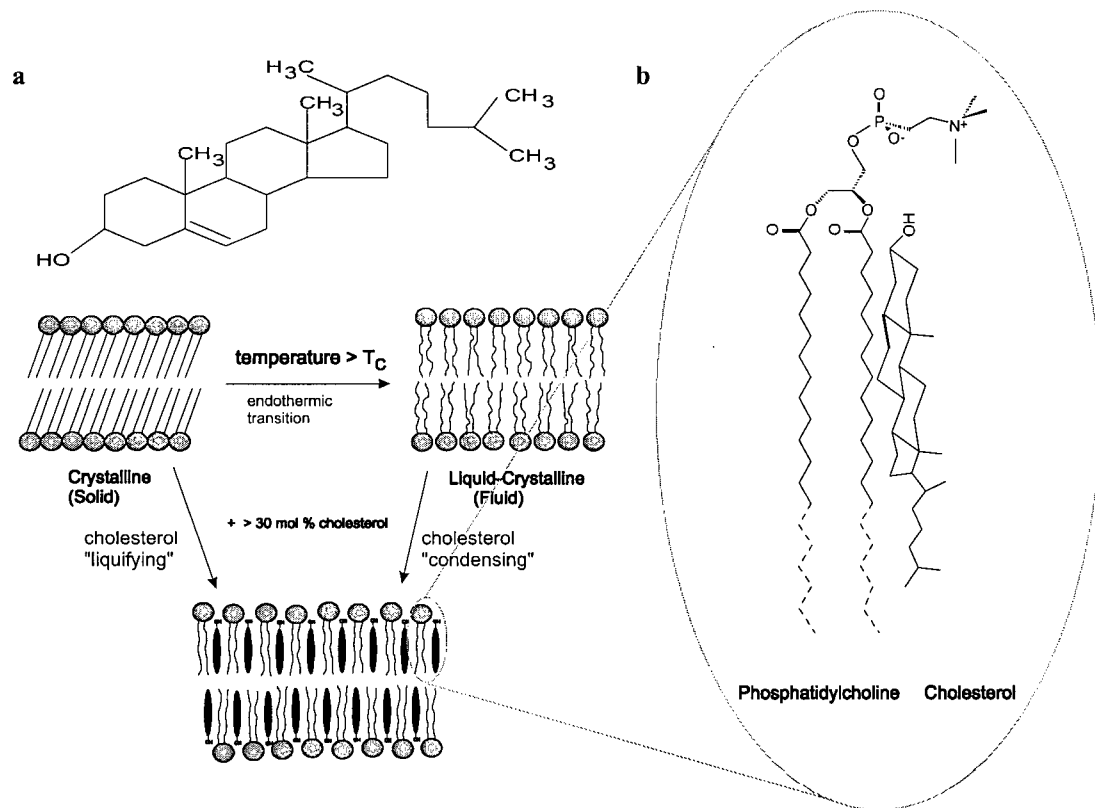 a
H₃C
CH₃
CH₃
CH₃
CH₃
HO
temperature > T_C
endothermic
transition
Crystalline
(Solid)
Liquid-Crystalline
(Fluid)
cholesterol
"liquifying"
+ > 30 mol % cholesterol
cholesterol
"condensing"
b
O
P
O-
O
N+
O
O
O
O
HO
Phosphatidylcholine
Cholesterol